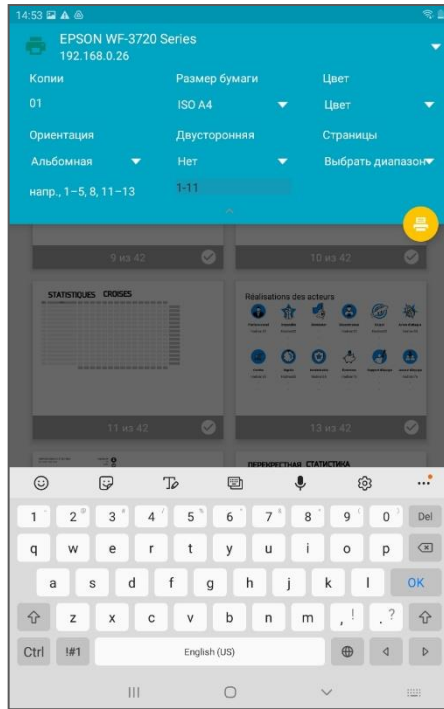 14:53
EPSON WF-3720 Series
192.168.0.26
Копии Размер бумаги Цвет
01 ISO A4 Цвет
Ориентация Двусторонняя Страницы
Альбомная Нет Выбрать диапазон
напр., 1–5, 8, 11–13 1-11
9 из 42 10 из 42
STATISTIQUES CROISES Réalisations des acteurs
11 из 42 13 из 42
ПЕРЕКРЕСТНАЯ СТАТИСТИКА
1 2 3 4 5 6 7 8 9 0 Del
q w e r t y u i o p
a s d f g h j k l OK
z x c v b n m , ! . ?
Ctrl !#1 English (US)